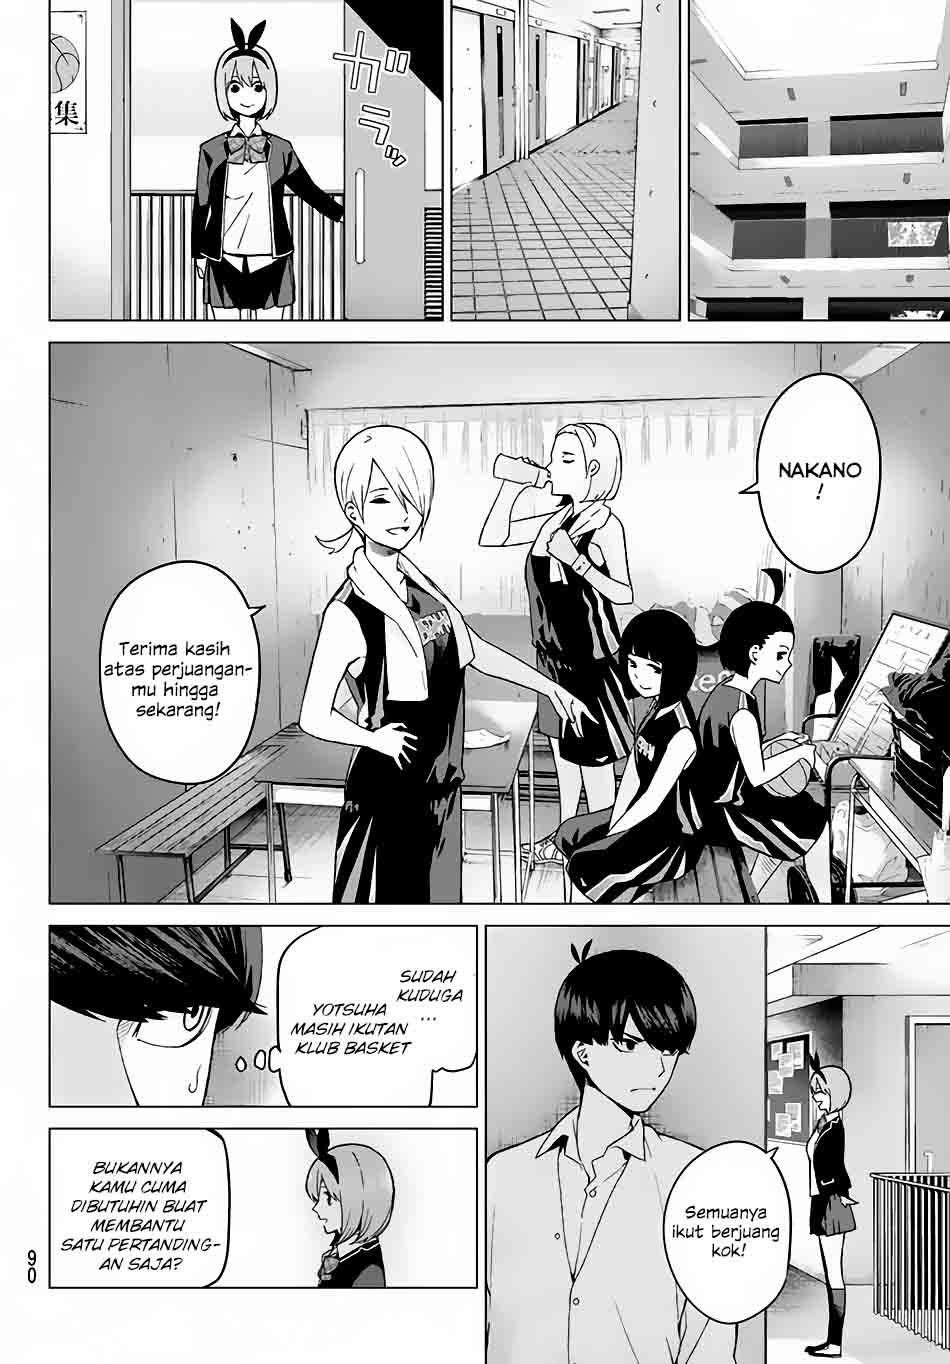 集
ガラッ
NAKANO
!
Terima kasih
atas perjuangan-
mu hingga
sekarang!
SUDAH
KUDUGA
...
YOTSUHA
MASIH IKUTAN
KLUB BASKET
Semuanya
ikut berjuang
kok!
BUKANNYA
KAMU CUMA
DIBUTUHIN BUAT
MEMBANTU
SATU PERTANDING-
AN SAJA?
90